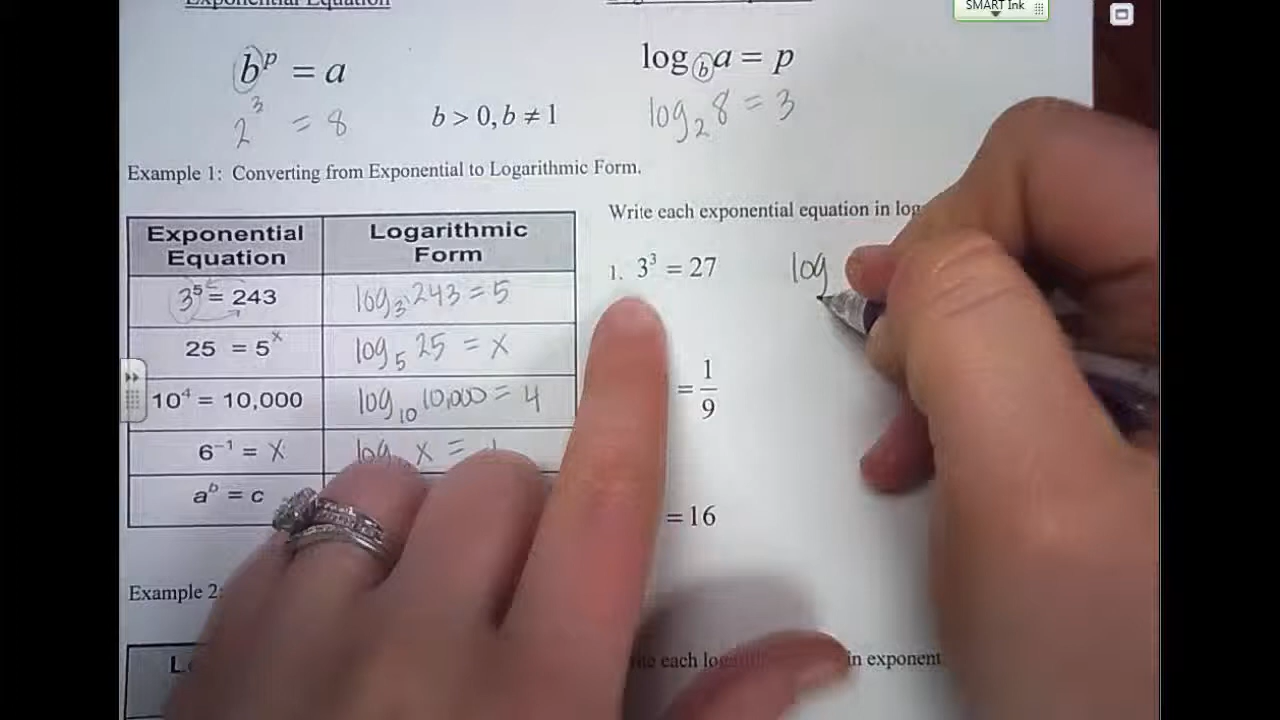 Exponential Equation
SMART Ink
b^p = a
log_b a = p
2^3 = 8
b > 0, b ≠ 1
log_2 8 = 3
Example 1: Converting from Exponential to Logarithmic Form.
Write each exponential equation in log
Exponential Equation
Logarithmic Form
3^5 = 243
log_3 243 = 5
25 = 5^x
log_5 25 = x
10^4 = 10,000
log_10 10,000 = 4
6^-1 = x
log x =
a^b = c
1. 3^3 = 27
log
= 1/9
= 16
Example 2:
each
in exponent